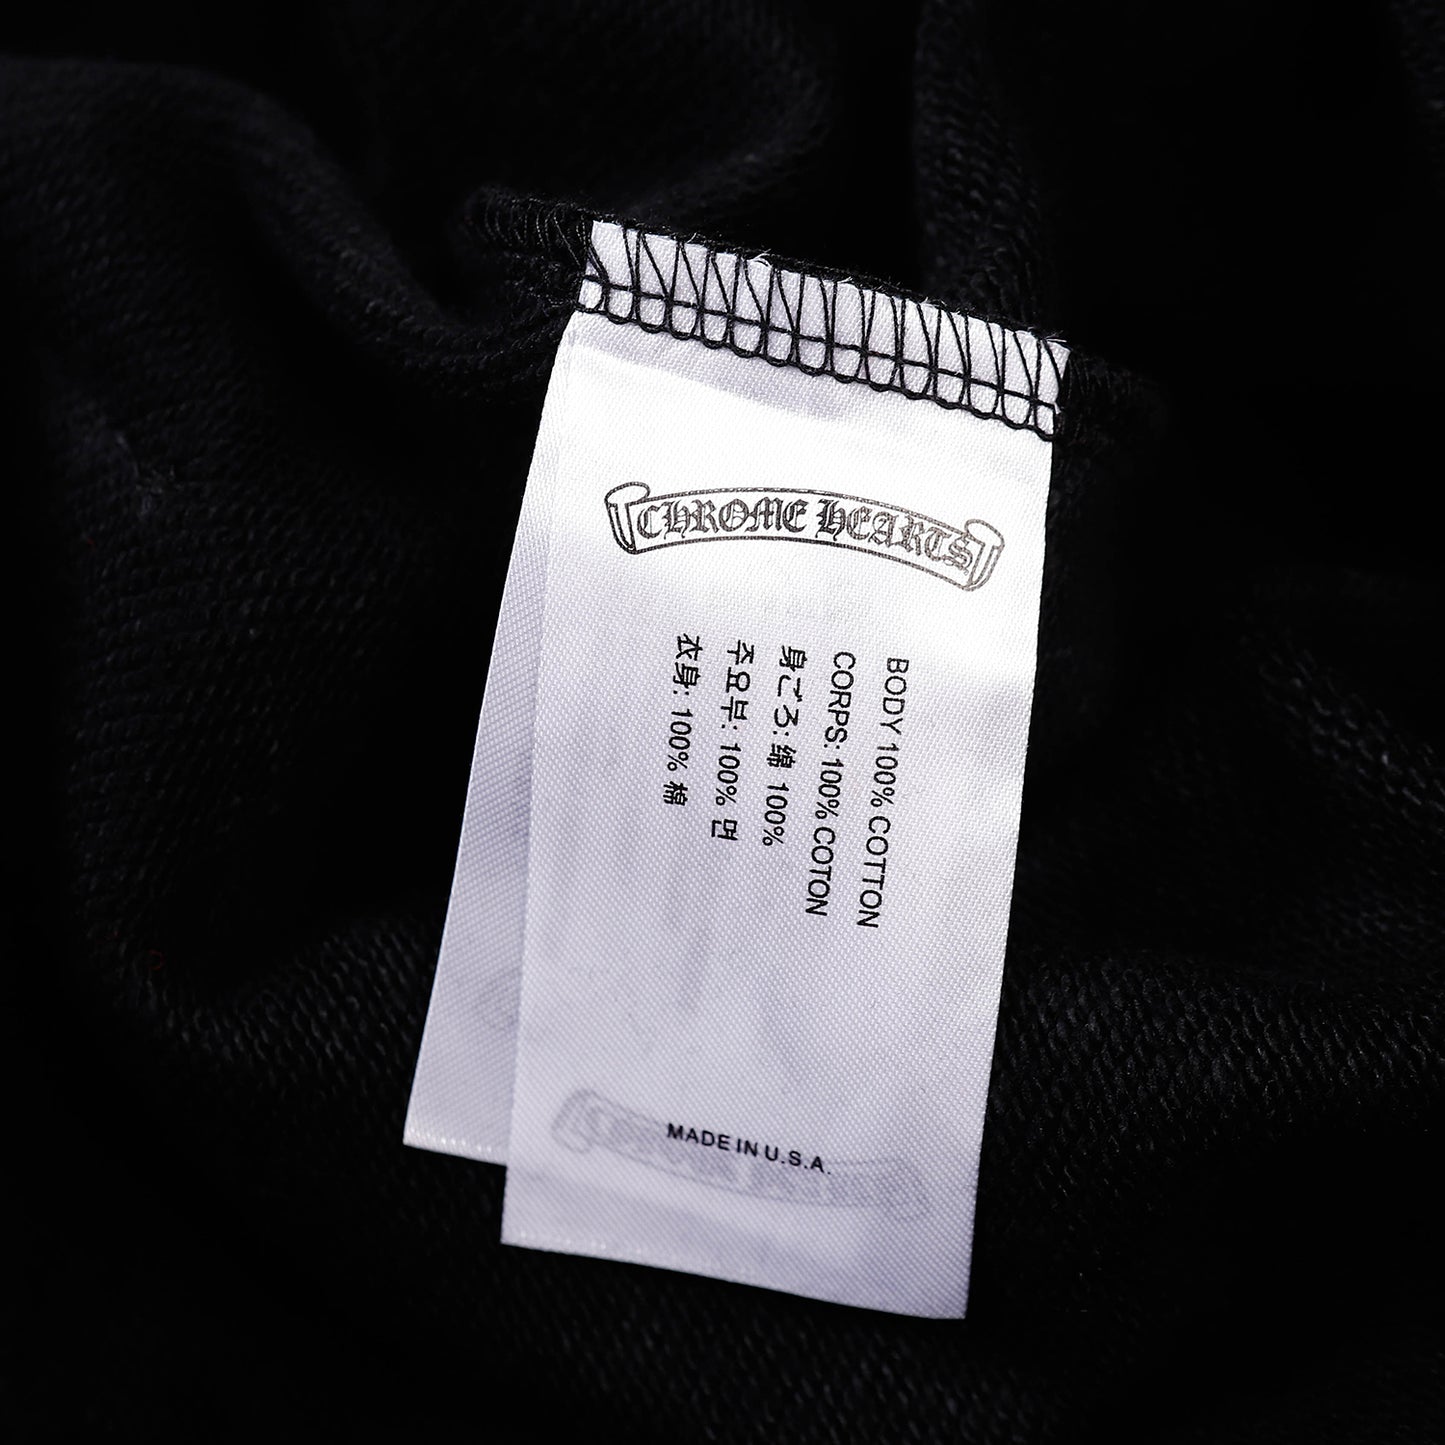 CHROME HEARTS
BODY 100% COTTON
CORPS: 100% COTON
身ごろ: 綿 100%
주요부: 100% 면
衣身: 100% 棉
MADE IN U.S.A.